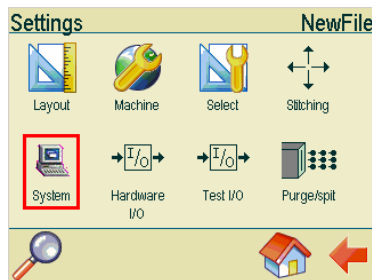 Settings NewFile
Layout Machine Select Stitching
I/O I/O
System Hardware I/O Test I/O Purge/spit